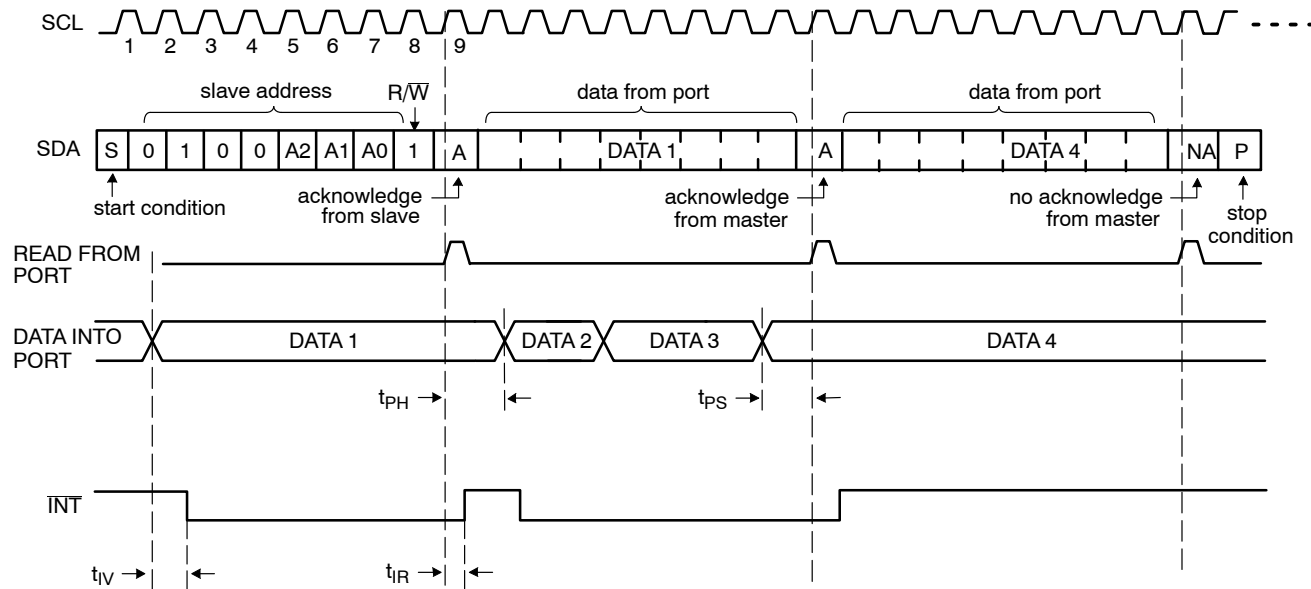 SCL
1 2 3 4 5 6 7 8 9
slave address R/W̅ data from port data from port
SDA S 0 1 0 0 A2 A1 A0 1 A DATA 1 A DATA 4 NA P
start condition
acknowledge
from slave
acknowledge
from master
no acknowledge
from master
stop
condition
READ FROM
PORT
DATA INTO
PORT
DATA 1 DATA 2 DATA 3 DATA 4
tPH tPS
I̅N̅T̅
tIV tIR